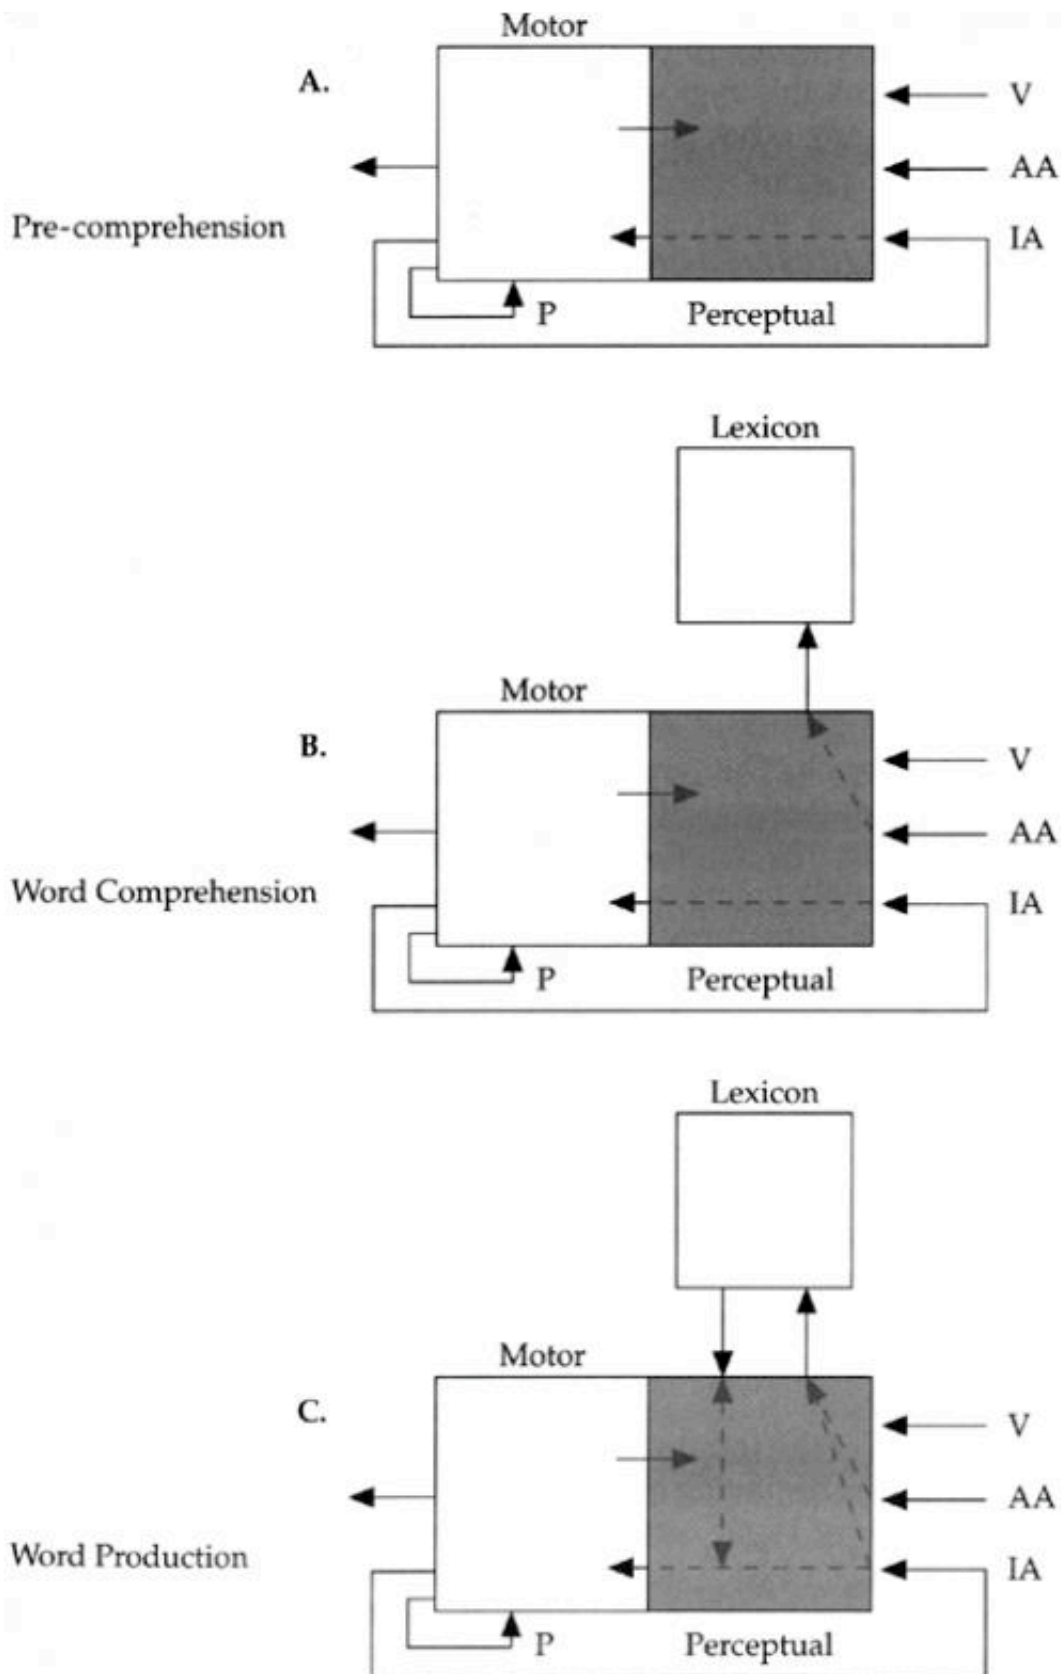 Motor
A.
V
AA
Pre-comprehension
IA
P
Perceptual
Lexicon
Motor
B.
V
AA
Word Comprehension
IA
P
Perceptual
Lexicon
Motor
C.
V
AA
Word Production
IA
P
Perceptual